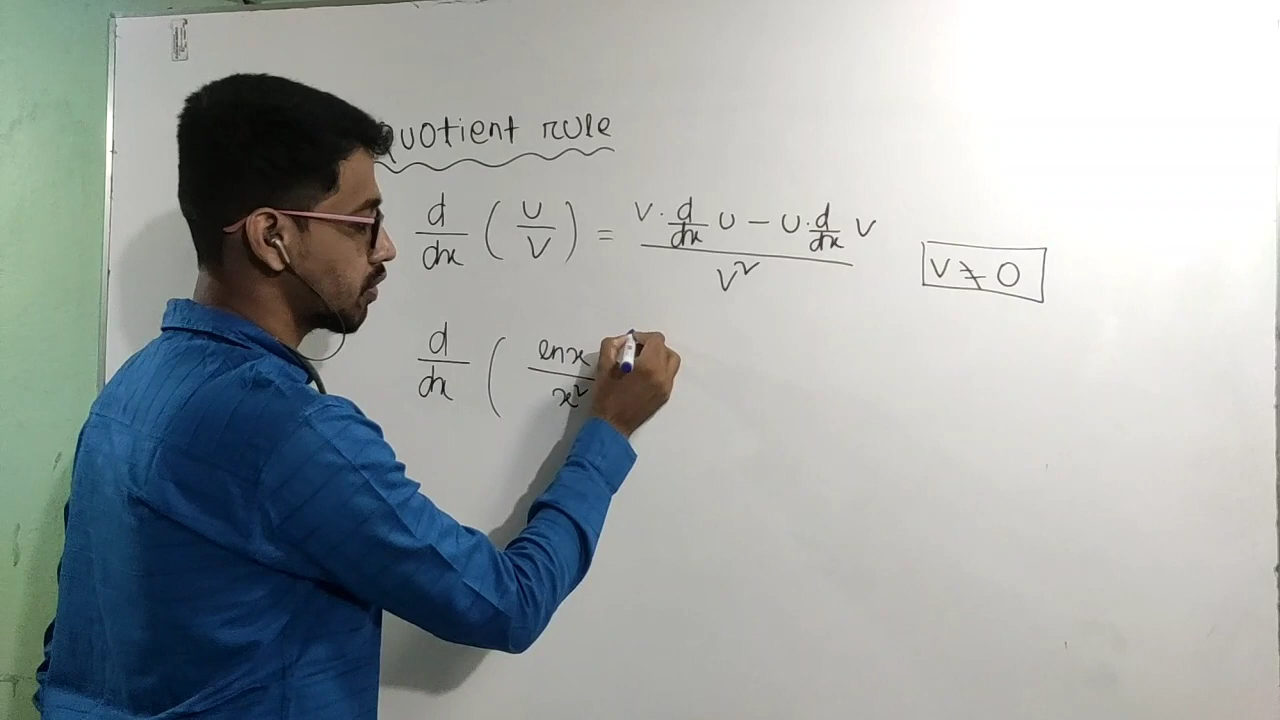 Quotient rule
d/dx (U/V) = (V · d/dx U − U · d/dx V) / V²
V ≠ 0
d/dx ( lnx / x²